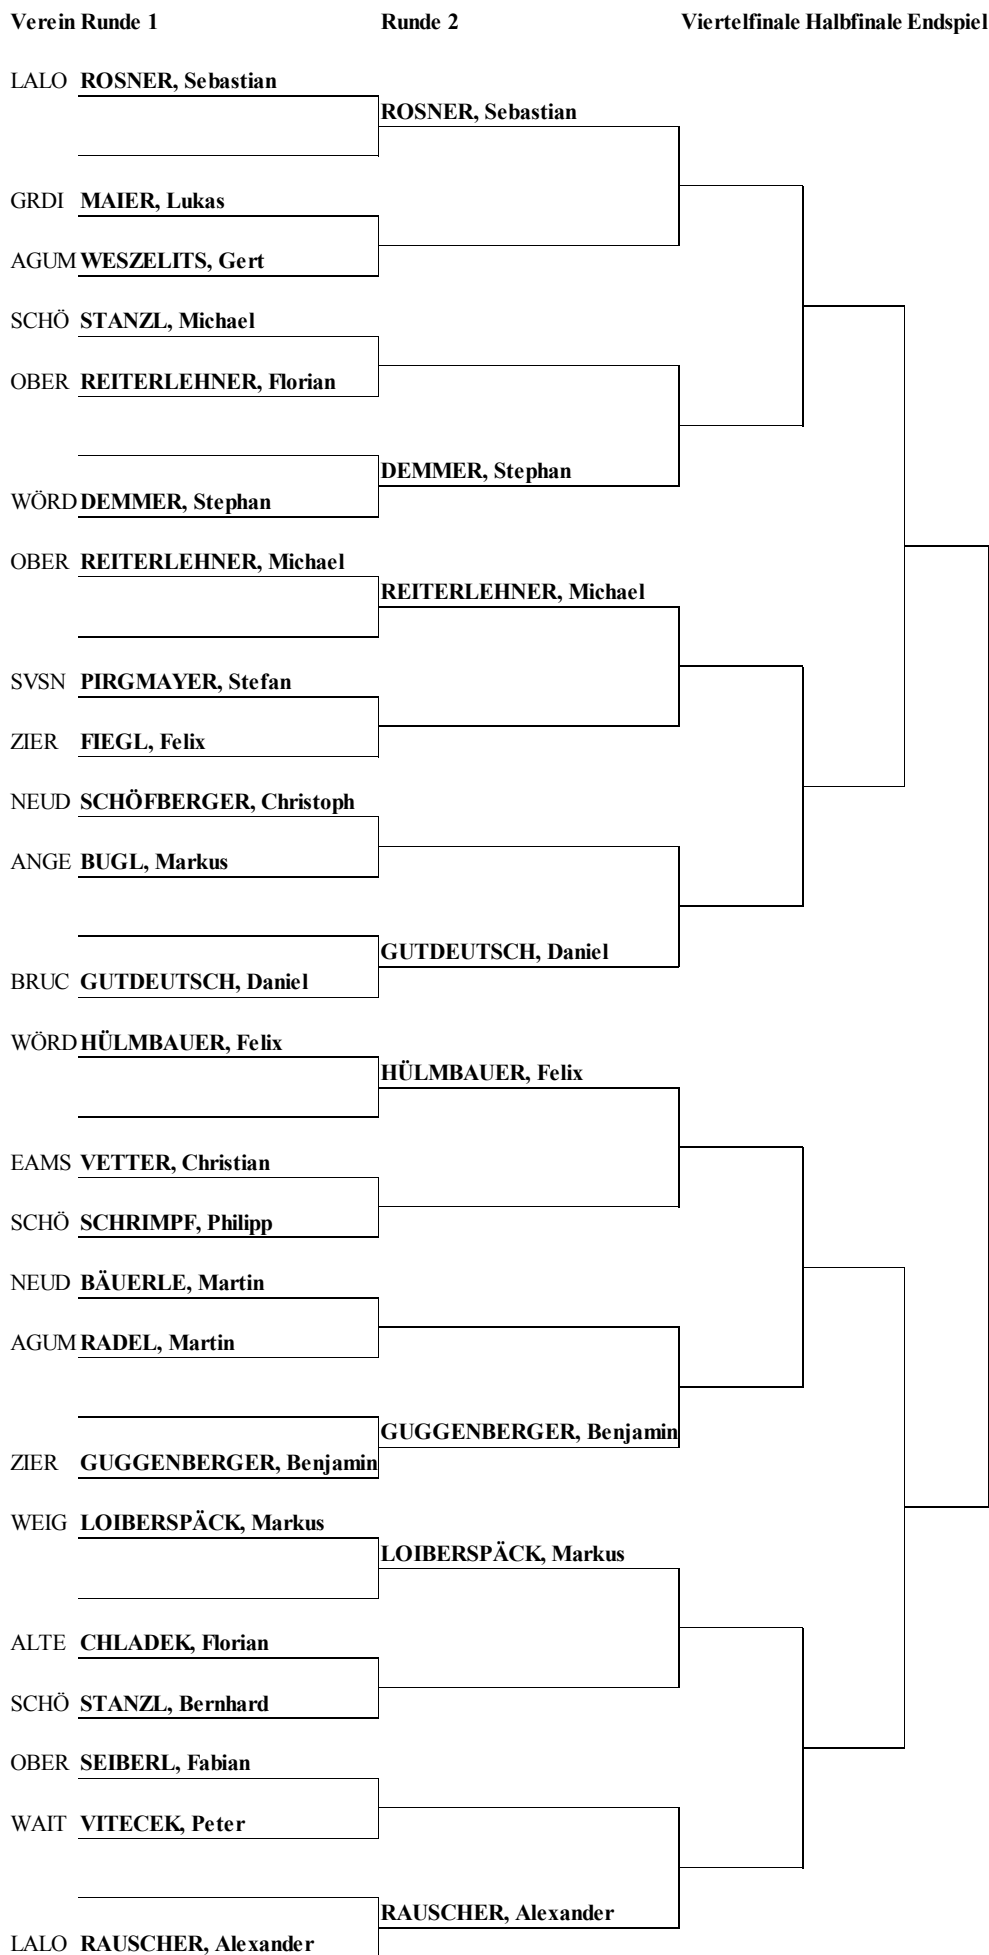 Verein Runde 1 Runde 2 Viertelfinale Halbfinale Endspiel
LALO ROSNER, Sebastian
ROSNER, Sebastian
GRDI MAIER, Lukas
AGUM WESZELITS, Gert
SCHÖ STANZL, Michael
OBER REITERLEHNER, Florian
DEMMER, Stephan
WÖRD DEMMER, Stephan
OBER REITERLEHNER, Michael
REITERLEHNER, Michael
SVSN PIRGMAYER, Stefan
ZIER FIEGL, Felix
NEUD SCHÖFBERGER, Christoph
ANGE BUGL, Markus
GUTDEUTSCH, Daniel
BRUC GUTDEUTSCH, Daniel
WÖRD HÜLMBAUER, Felix
HÜLMBAUER, Felix
EAMS VETTER, Christian
SCHÖ SCHRIMPF, Philipp
NEUD BÄUERLE, Martin
AGUM RADEL, Martin
GUGGENBERGER, Benjamin
ZIER GUGGENBERGER, Benjamin
WEIG LOIBERSPÄCK, Markus
LOIBERSPÄCK, Markus
ALTE CHLADEK, Florian
SCHÖ STANZL, Bernhard
OBER SEIBERL, Fabian
WAIT VITECEK, Peter
RAUSCHER, Alexander
LALO RAUSCHER, Alexander